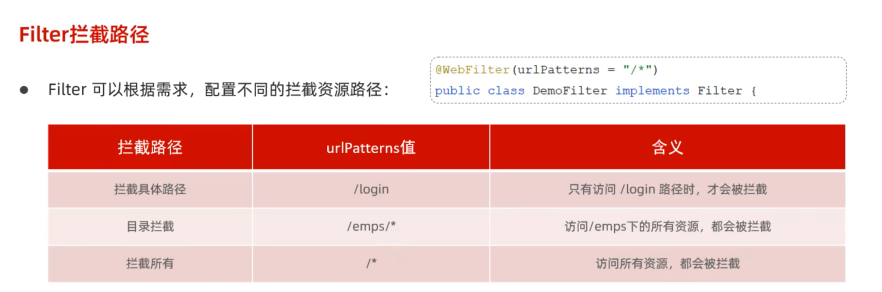 Filter拦截路径
@WebFilter(urlPatterns = "/*")
public class DemoFilter implements Filter {
● Filter 可以根据需求，配置不同的拦截资源路径：
拦截路径 urlPatterns值 含义
拦截具体路径 /login 只有访问 /login 路径时，才会被拦截
目录拦截 /emps/* 访问/emps下的所有资源，都会被拦截
拦截所有 /* 访问所有资源，都会被拦截